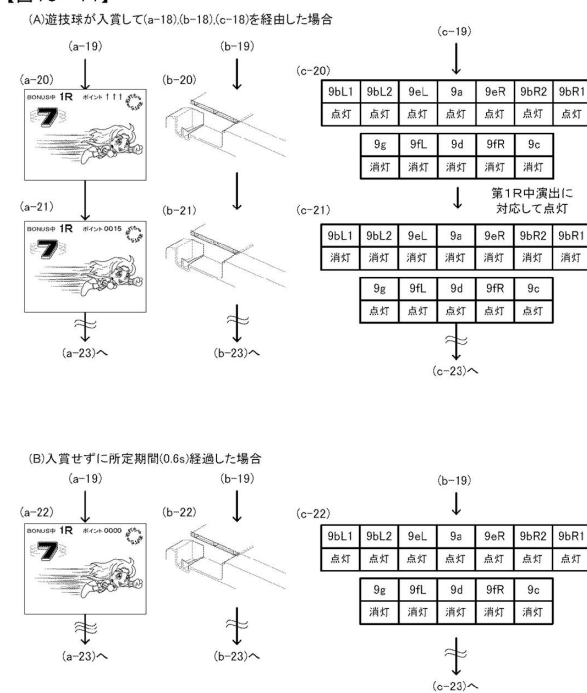 (A)遊技球が入賞して(a-18),(b-18),(c-18)を経由した場合
(a-19)
(b-19)
(c-19)
(a-20)
BONUS中 1R ポイント↑↑↑
7
(b-20)
(c-20)
9bL1 9bL2 9eL 9a 9eR 9bR2 9bR1
点灯 点灯 点灯 点灯 点灯 点灯 点灯
9g 9fL 9d 9fR 9c
消灯 消灯 消灯 消灯 消灯
第1R中演出に
対応して点灯
(a-21)
BONUS中 1R ポイント0015
7
(b-21)
(c-21)
9bL1 9bL2 9eL 9a 9eR 9bR2 9bR1
消灯 消灯 消灯 消灯 消灯 消灯 消灯
9g 9fL 9d 9fR 9c
点灯 点灯 点灯 点灯 点灯
(a-23)へ
(b-23)へ
(c-23)へ
(B)入賞せずに所定期間(0.6s)経過した場合
(a-19)
(b-19)
(b-19)
(a-22)
BONUS中 1R ポイント0000
7
(b-22)
(c-22)
9bL1 9bL2 9eL 9a 9eR 9bR2 9bR1
点灯 点灯 点灯 点灯 点灯 点灯 点灯
9g 9fL 9d 9fR 9c
消灯 消灯 消灯 消灯 消灯
(a-23)へ
(b-23)へ
(c-23)へ